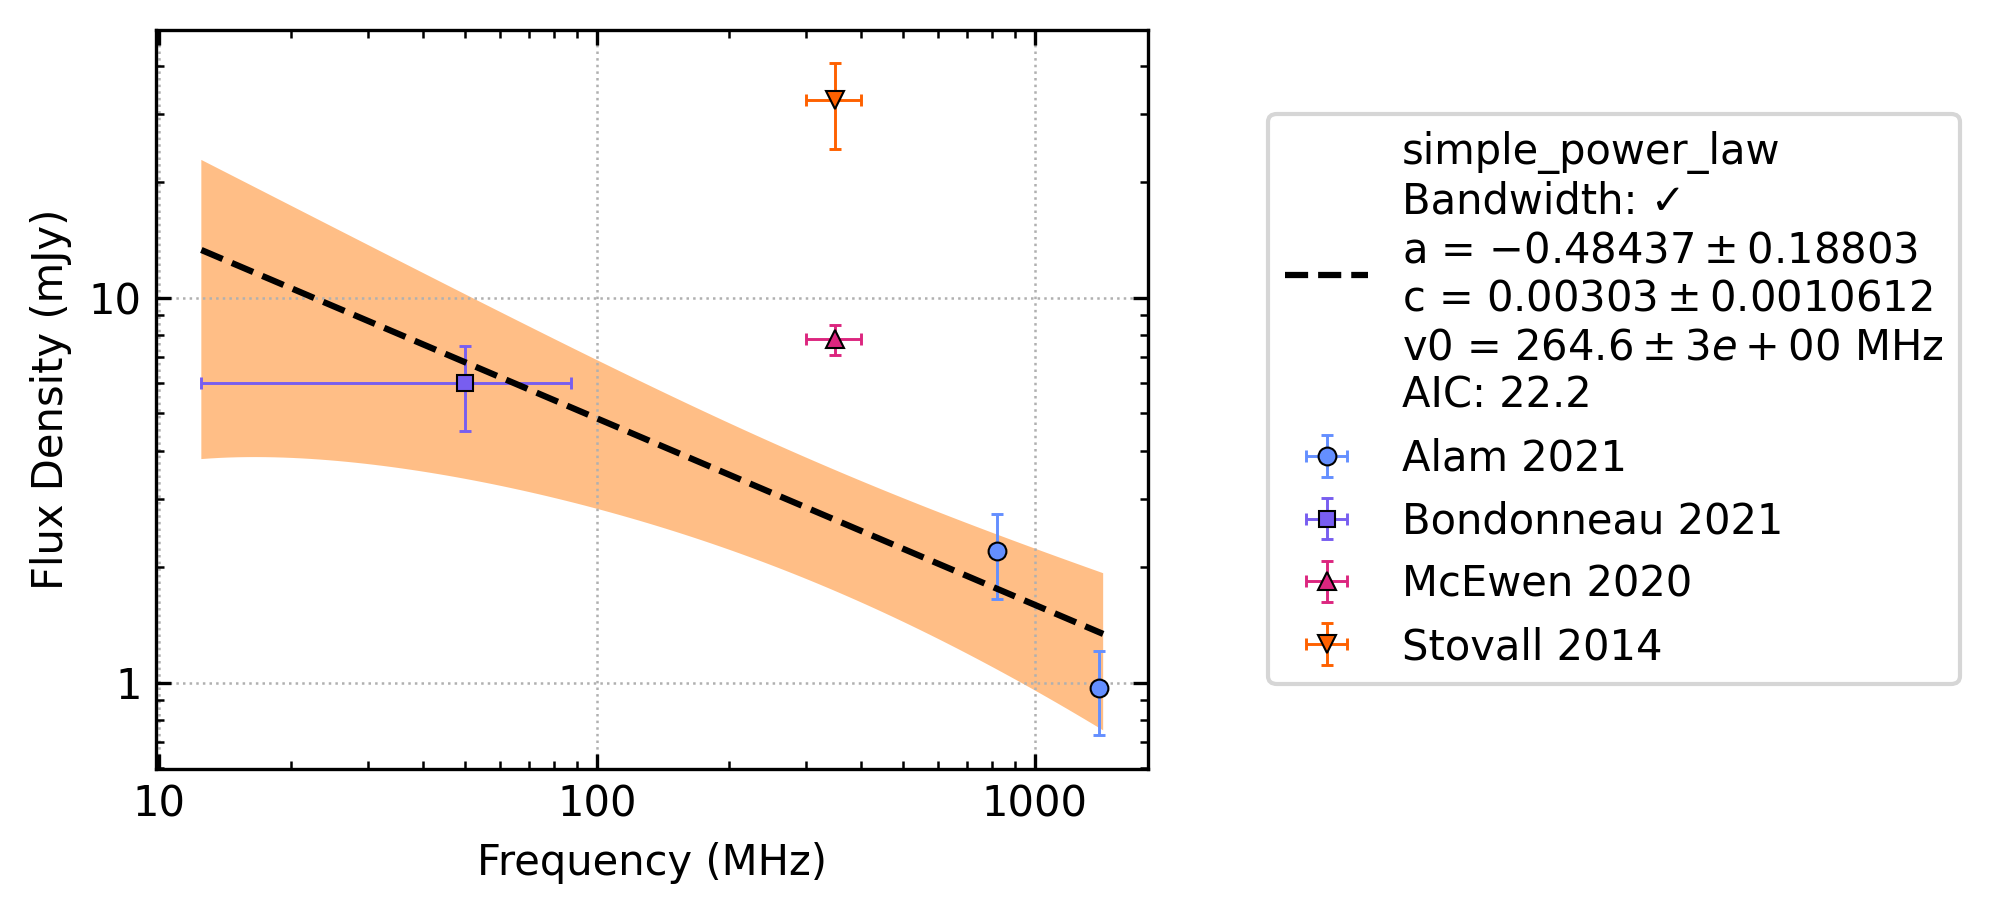 10
1
10
100
1000
Flux Density (mJy)
Frequency (MHz)
simple_power_law
Bandwidth: ✓
a = −0.48437 ± 0.18803
c = 0.00303 ± 0.0010612
v0 = 264.6 ± 3e + 00 MHz
AIC: 22.2
Alam 2021
Bondonneau 2021
McEwen 2020
Stovall 2014